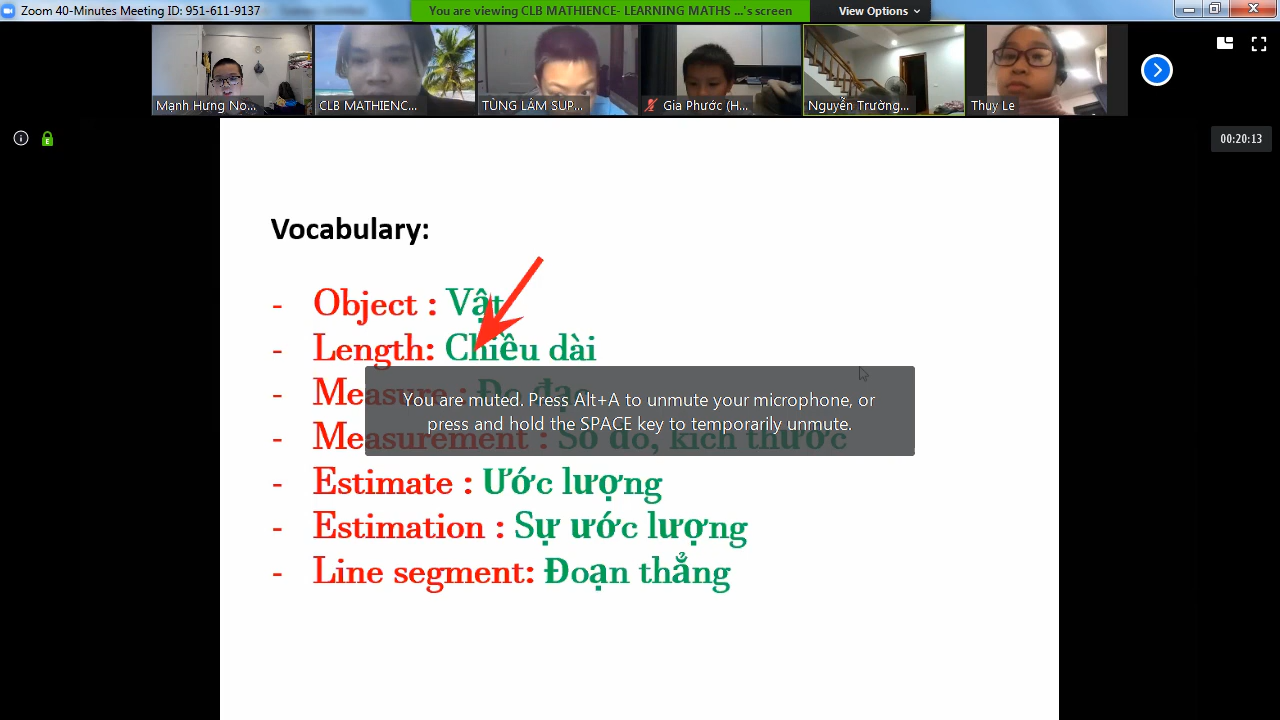 Zoom 40-Minutes Meeting ID: 951-611-9137
You are viewing CLB MATHIENCE- LEARNING MATHS ...'s screen
View Options
Mạnh Hưng No...
CLB MATHIENC...
TÙNG LÂM SUP...
Gia Phước (H...
Nguyễn Trường...
Thuy Le
00:20:13
Vocabulary:
- Object : Vật
- Length: Chiều dài
- Measure : Đo đạc
You are muted. Press Alt+A to unmute your microphone, or
press and hold the SPACE key to temporarily unmute.
- Measurement : Số đo, kích thước
- Estimate : Ước lượng
- Estimation : Sự ước lượng
- Line segment: Đoạn thẳng